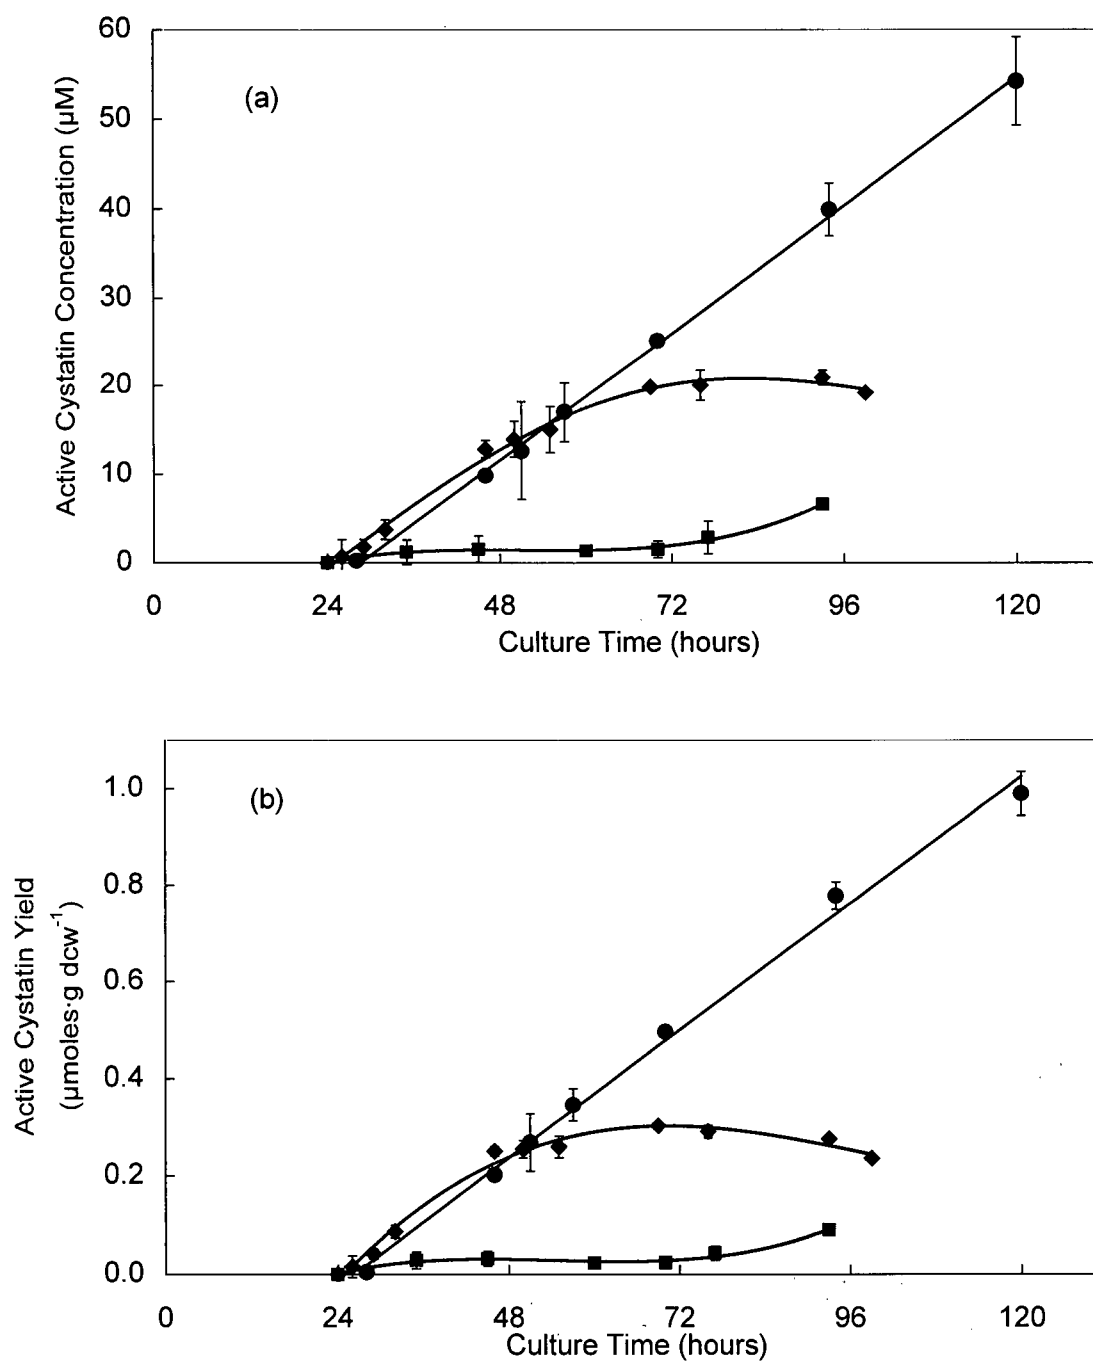 (a)
Active Cystatin Concentration (µM)
60
50
40
30
20
10
0
0 24 48 72 96 120
Culture Time (hours)
(b)
Active Cystatin Yield
(µmoles·g dcw⁻¹)
1.0
0.8
0.6
0.4
0.2
0.0
0 24 48 72 96 120
Culture Time (hours)